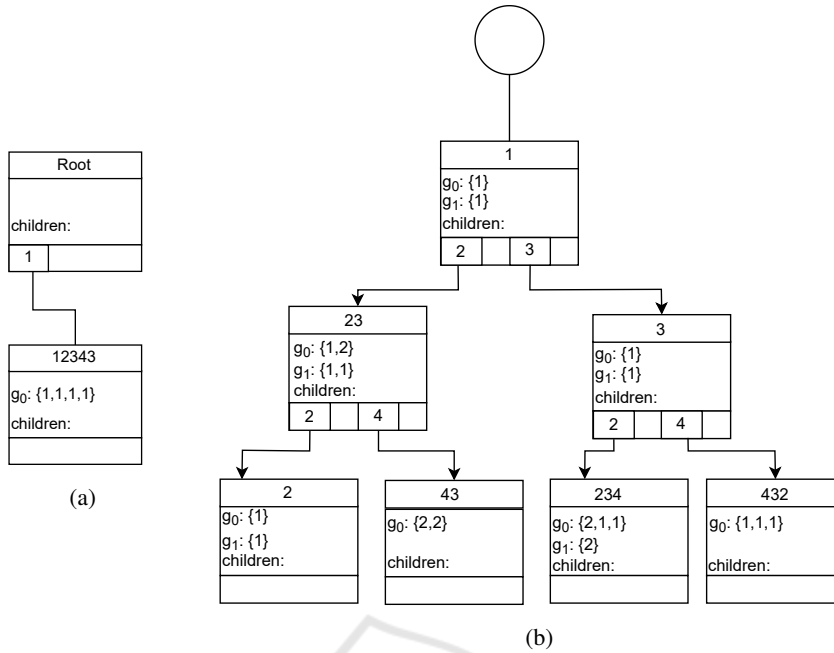 Root
children:
1
12343
g0: {1,1,1,1}
children:
(a)
1
g0: {1}
g1: {1}
children:
2 3
23
g0: {1,2}
g1: {1,1}
children:
2 4
3
g0: {1}
g1: {1}
children:
2 4
2
g0: {1}
g1: {1}
children:
43
g0: {2,2}
children:
234
g0: {2,1,1}
g1: {2}
children:
432
g0: {1,1,1}
children:
(b)